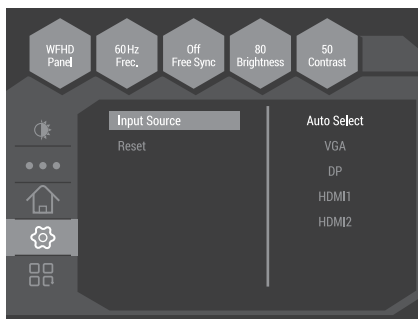 WFHD
Panel
60Hz
Frec.
Off
Free Sync
80
Brightness
50
Contrast
Input Source
Auto Select
Reset
VGA
DP
HDMI1
HDMI2